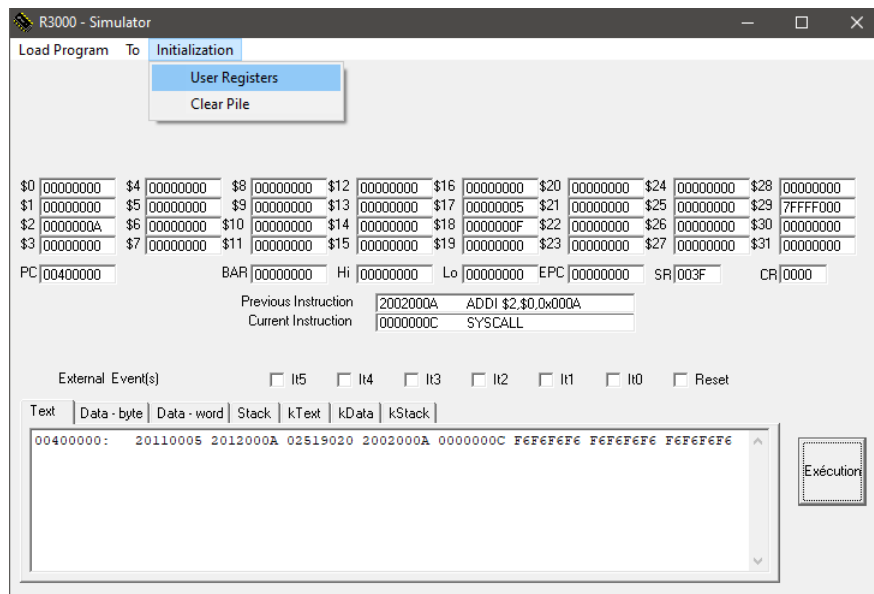 R3000 - Simulator
Load Program To Initialization
User Registers
Clear Pile
$0 00000000 $4 00000000 $8 00000000 $12 00000000 $16 00000000 $20 00000000 $24 00000000 $28 00000000
$1 00000000 $5 00000000 $9 00000000 $13 00000000 $17 00000005 $21 00000000 $25 00000000 $29 7FFFF000
$2 0000000A $6 00000000 $10 00000000 $14 00000000 $18 0000000F $22 00000000 $26 00000000 $30 00000000
$3 00000000 $7 00000000 $11 00000000 $15 00000000 $19 00000000 $23 00000000 $27 00000000 $31 00000000
PC 00400000 BAR 00000000 Hi 00000000 Lo 00000000 EPC 00000000 SR 003F CR 0000
Previous Instruction 2002000A ADDI $2,$0,0x000A
Current Instruction 0000000C SYSCALL
External Event(s) It5 It4 It3 It2 It1 It0 Reset
Text Data - byte Data - word Stack kText kData kStack
00400000: 20110005 2012000A 02519020 2002000A 0000000C F6F6F6F6 F6F6F6F6 F6F6F6F6
Exécution